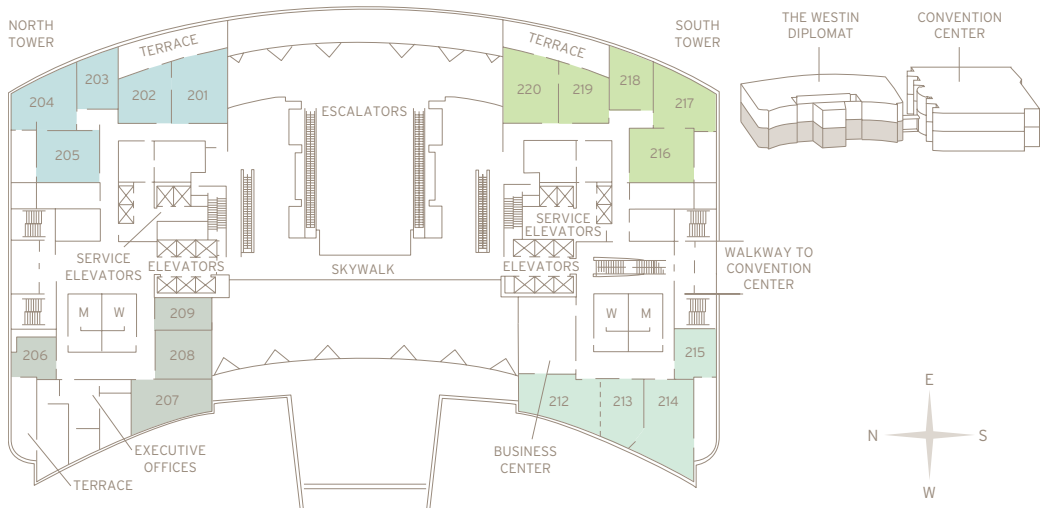 NORTH
TOWER
TERRACE
203
204
202
201
205
ESCALATORS
TERRACE
SOUTH
TOWER
220
219
218
217
216
THE WESTIN
DIPLOMAT
CONVENTION
CENTER
SERVICE
ELEVATORS
ELEVATORS
SKYWALK
SERVICE
ELEVATORS
ELEVATORS
WALKWAY TO
CONVENTION
CENTER
M
W
209
208
206
207
W
M
215
212
213
214
EXECUTIVE
OFFICES
TERRACE
BUSINESS
CENTER
E
N
S
W